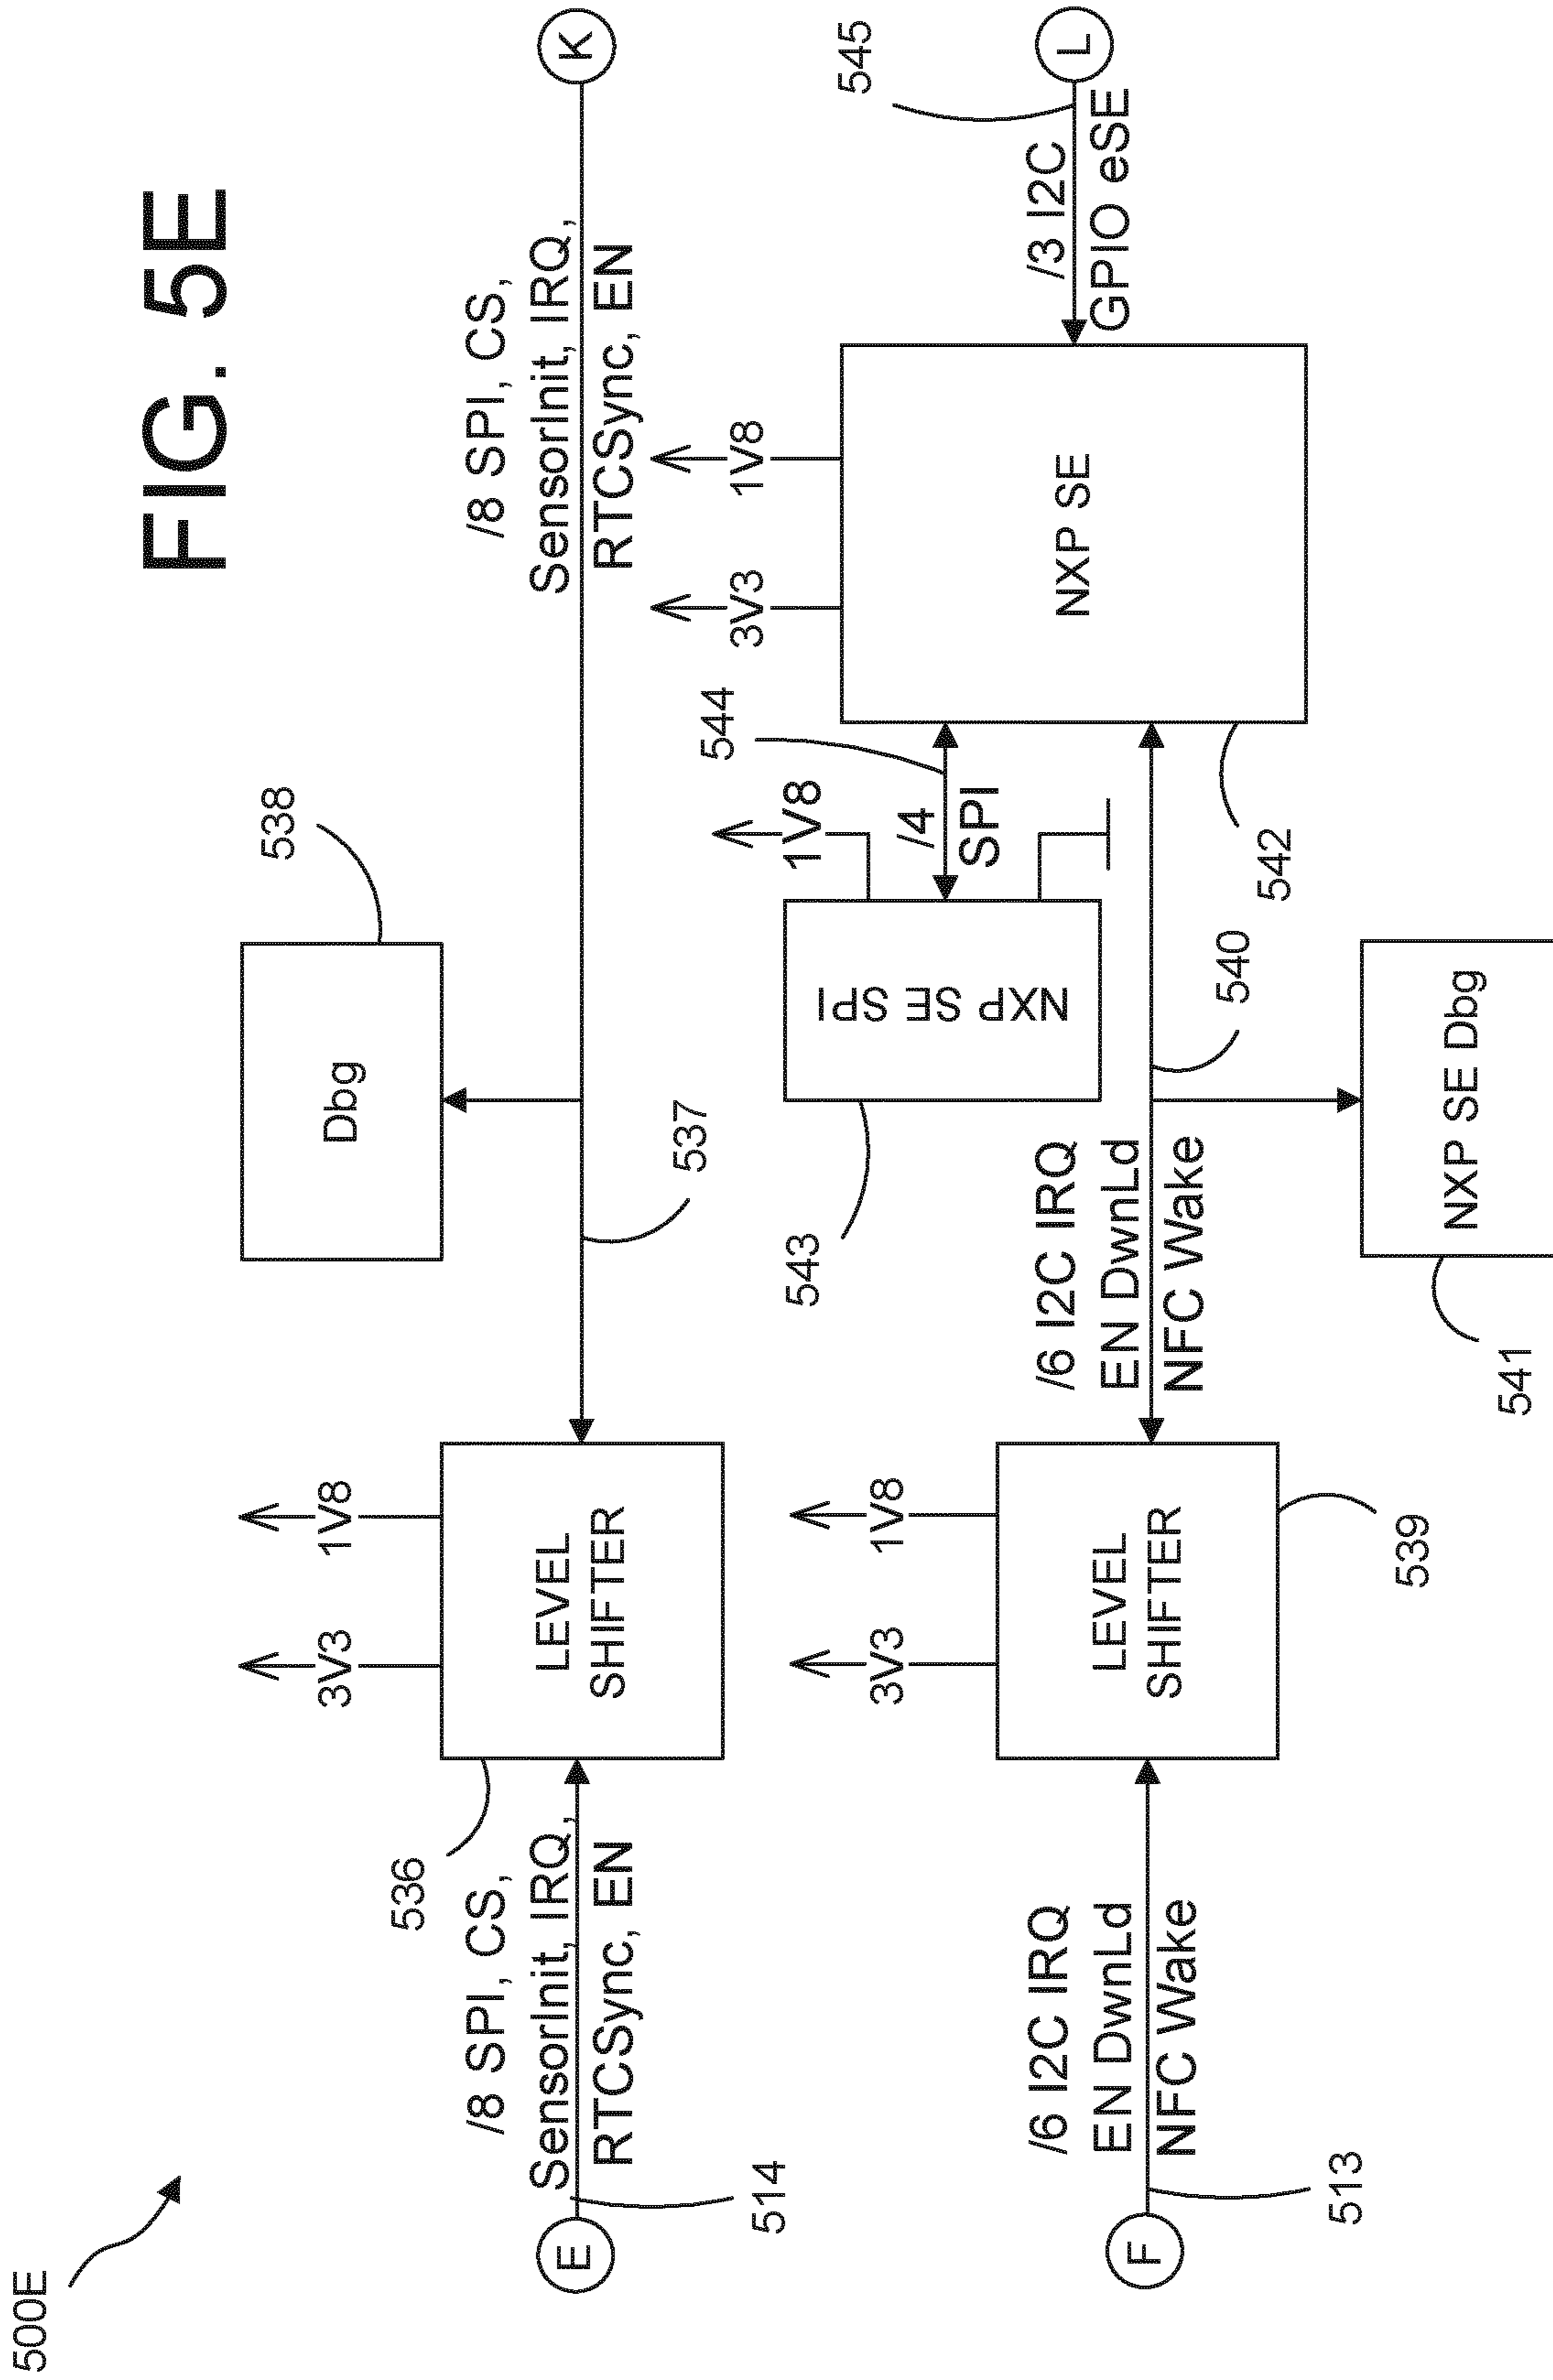 500E
FIG. 5E
538
Dbg
3V3
1V8
536
LEVEL
SHIFTER
/8 SPI, CS,
SensorInit, IRQ,
RTCSync, EN
E
514
537
/8 SPI, CS,
SensorInit, IRQ,
RTCSync, EN
K
3V3
1V8
LEVEL
SHIFTER
539
/6 I2C IRQ
EN DwnLd
NFC Wake
F
513
/6 I2C IRQ
EN DwnLd
NFC Wake
540
543
NXP SE SPI
1V8
/4
SPI
544
3V3
1V8
NXP SE
542
/3 I2C
GPIO eSE
545
L
NXP SE Dbg
541